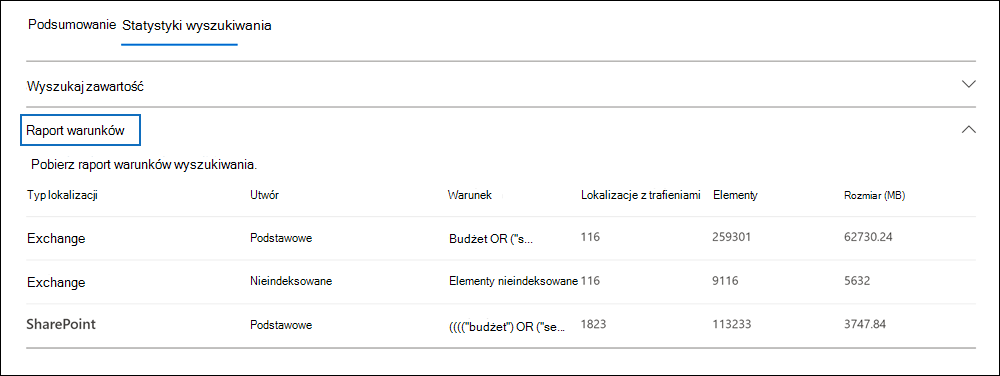 Podsumowanie Statystyki wyszukiwania
Wyszukaj zawartość
Raport warunków
Pobierz raport warunków wyszukiwania.
Typ lokalizacji Utwór Warunek Lokalizacje z trafieniami Elementy Rozmiar (MB)
Exchange Podstawowe Budżet OR ("s... 116 259301 62730.24
Exchange Nieindeksowane Elementy nieindeksowane 116 9116 5632
SharePoint Podstawowe (((("budżet") OR ("se... 1823 113233 3747.84